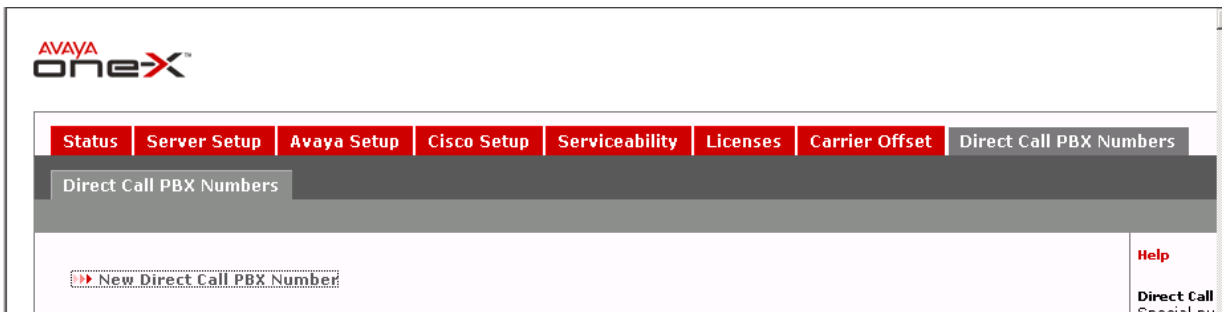 AVAYA
one-X™
Status Server Setup Avaya Setup Cisco Setup Serviceability Licenses Carrier Offset Direct Call PBX Numbers
Direct Call PBX Numbers
New Direct Call PBX Number
Help
Direct Call